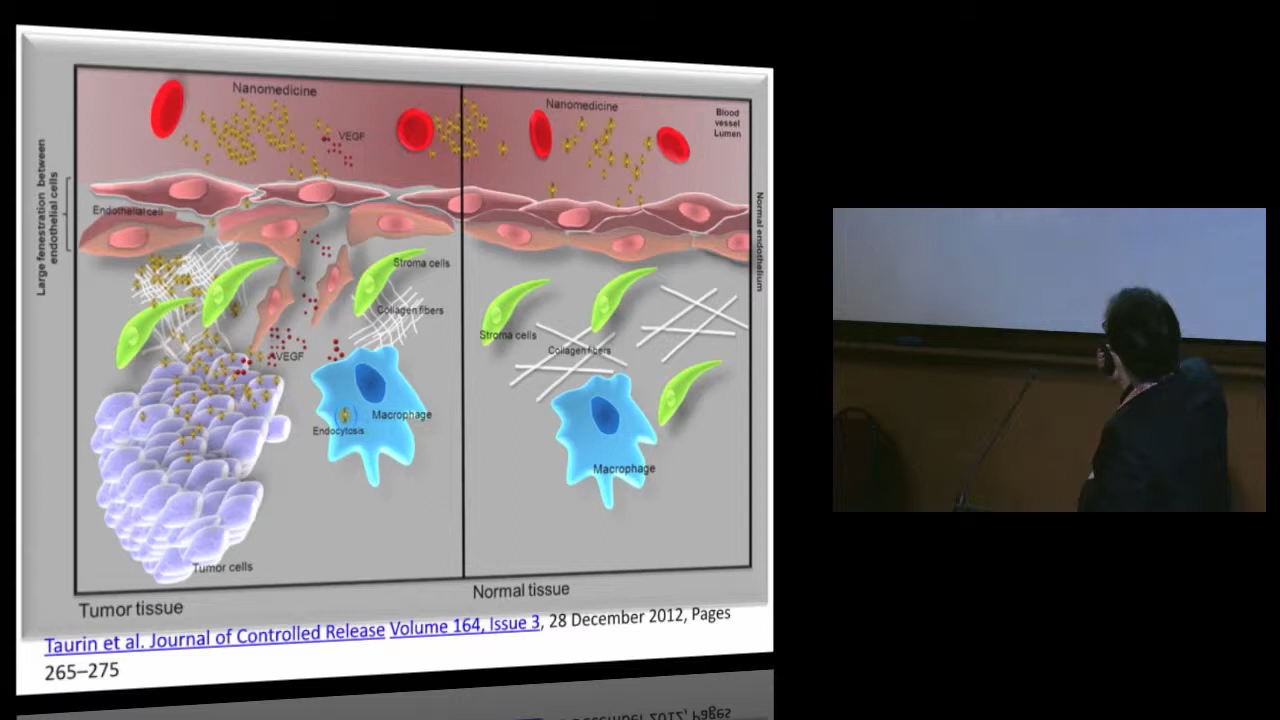 Nanomedicine
VEGF
Nanomedicine
Blood
vessel
Lumen
Large fenestration between
endothelial cells
Endothelial cell
Normal endothelium
Stroma cells
Collagen fibers
VEGF
Stroma cells
Collagen fibers
Macrophage
Endocytosis
Macrophage
Tumor cells
Tumor tissue
Normal tissue
Taurin et al. Journal of Controlled Release Volume 164, Issue 3, 28 December 2012, Pages
265–275